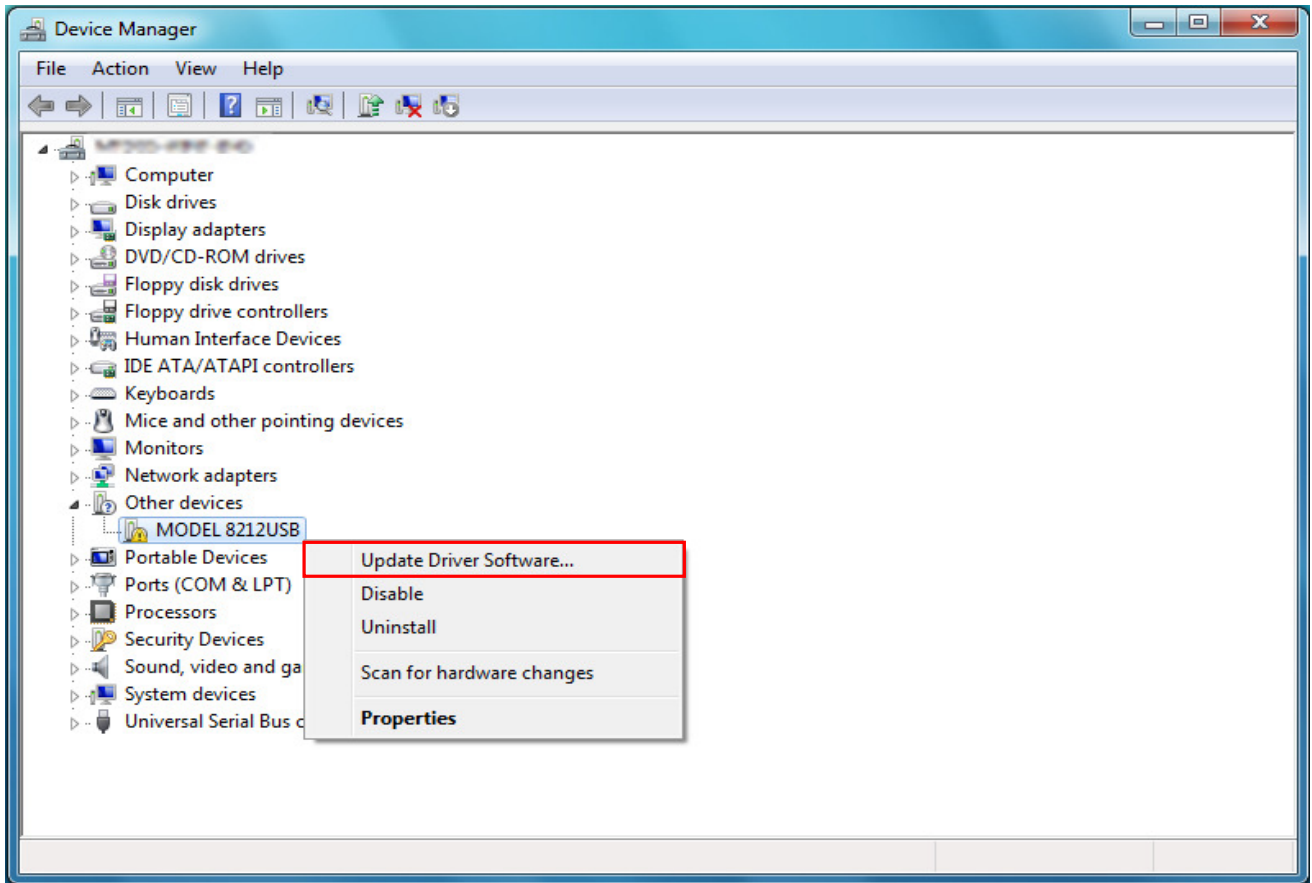 Device Manager
File Action View Help
Computer
Disk drives
Display adapters
DVD/CD-ROM drives
Floppy disk drives
Floppy drive controllers
Human Interface Devices
IDE ATA/ATAPI controllers
Keyboards
Mice and other pointing devices
Monitors
Network adapters
Other devices
MODEL 8212USB
Portable Devices
Ports (COM & LPT)
Processors
Security Devices
Sound, video and
System devices
Universal Serial Bus
Update Driver Software...
Disable
Uninstall
Scan for hardware changes
Properties